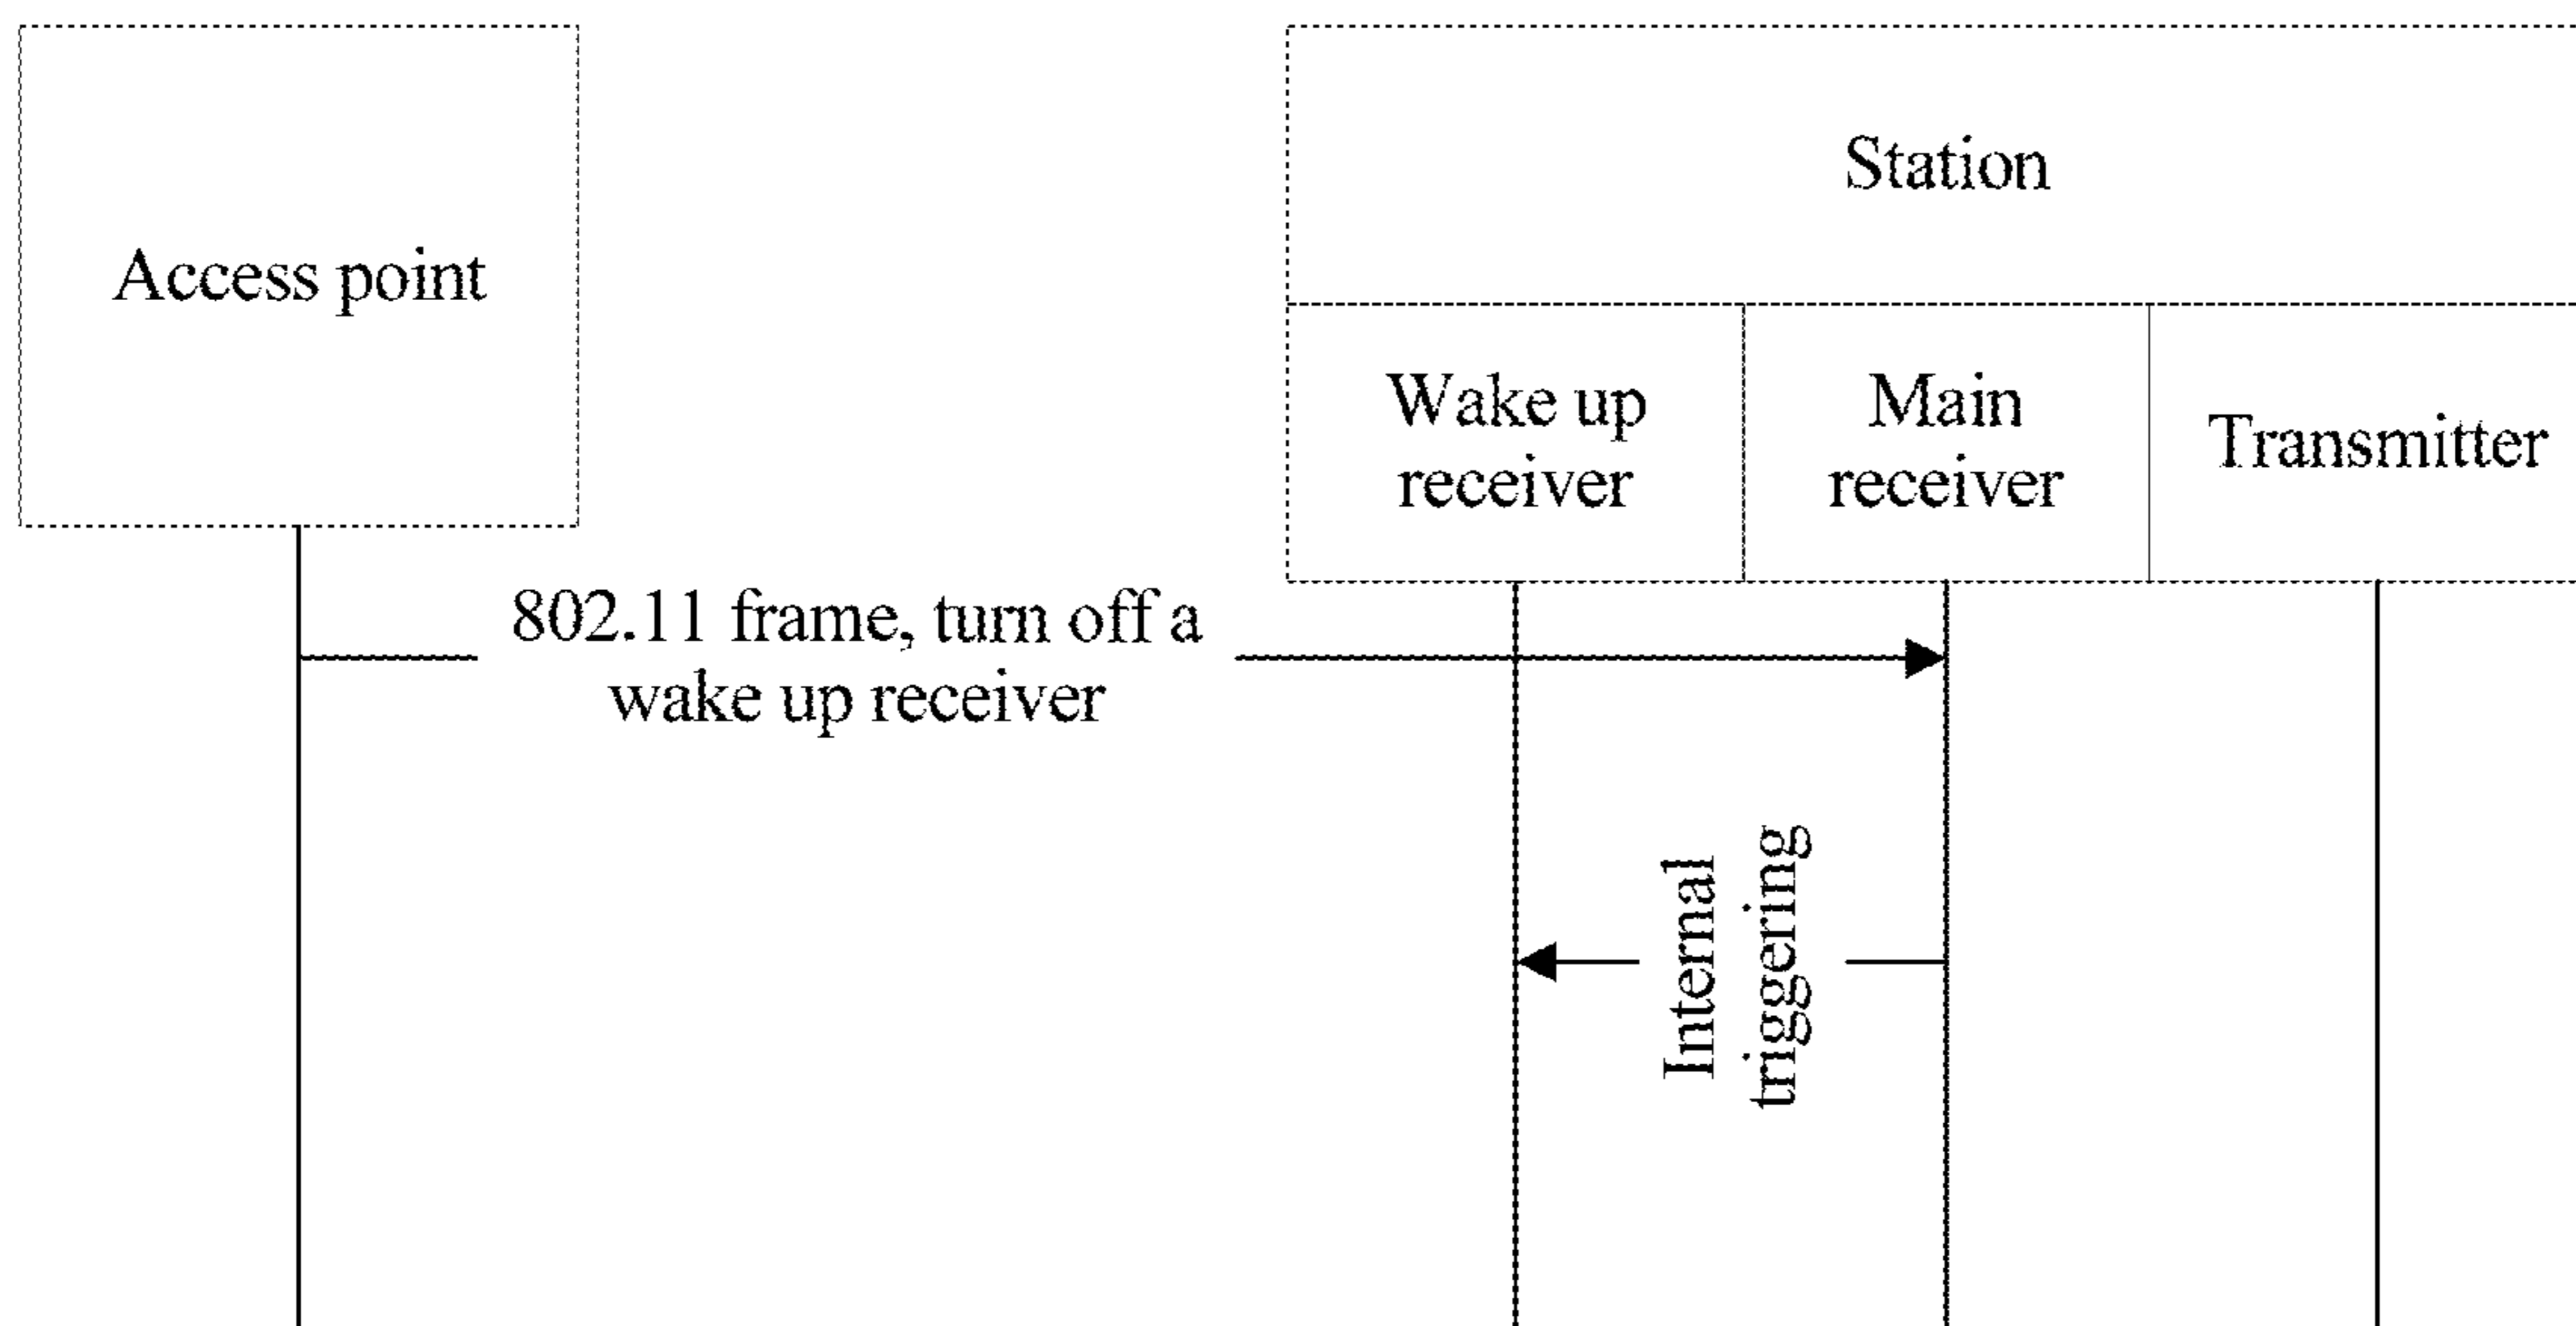 Access point
Station
Wake up
receiver
Main
receiver
Transmitter
802.11 frame, turn off a
wake up receiver
Internal
triggering